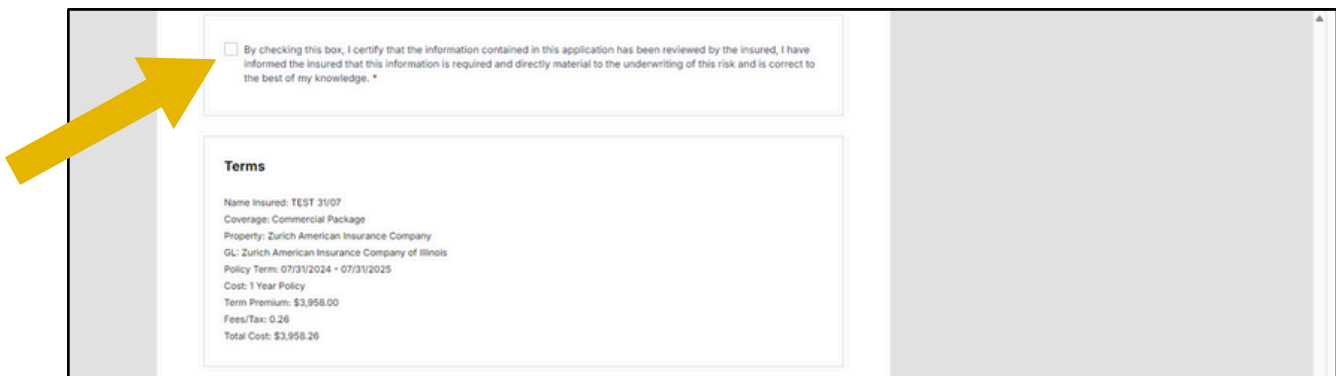 By checking this box, I certify that the information contained in this application has been reviewed by the insured, I have
informed the insured that this information is required and directly material to the underwriting of this risk and is correct to
the best of my knowledge. *
Terms
Name Insured: TEST 31/07
Coverage: Commercial Package
Property: Zurich American Insurance Company
GL: Zurich American Insurance Company of Illinois
Policy Term: 07/31/2024 - 07/31/2025
Cost: 1 Year Policy
Term Premium: $3,958.00
Fees/Tax: 0.26
Total Cost: $3,958.26